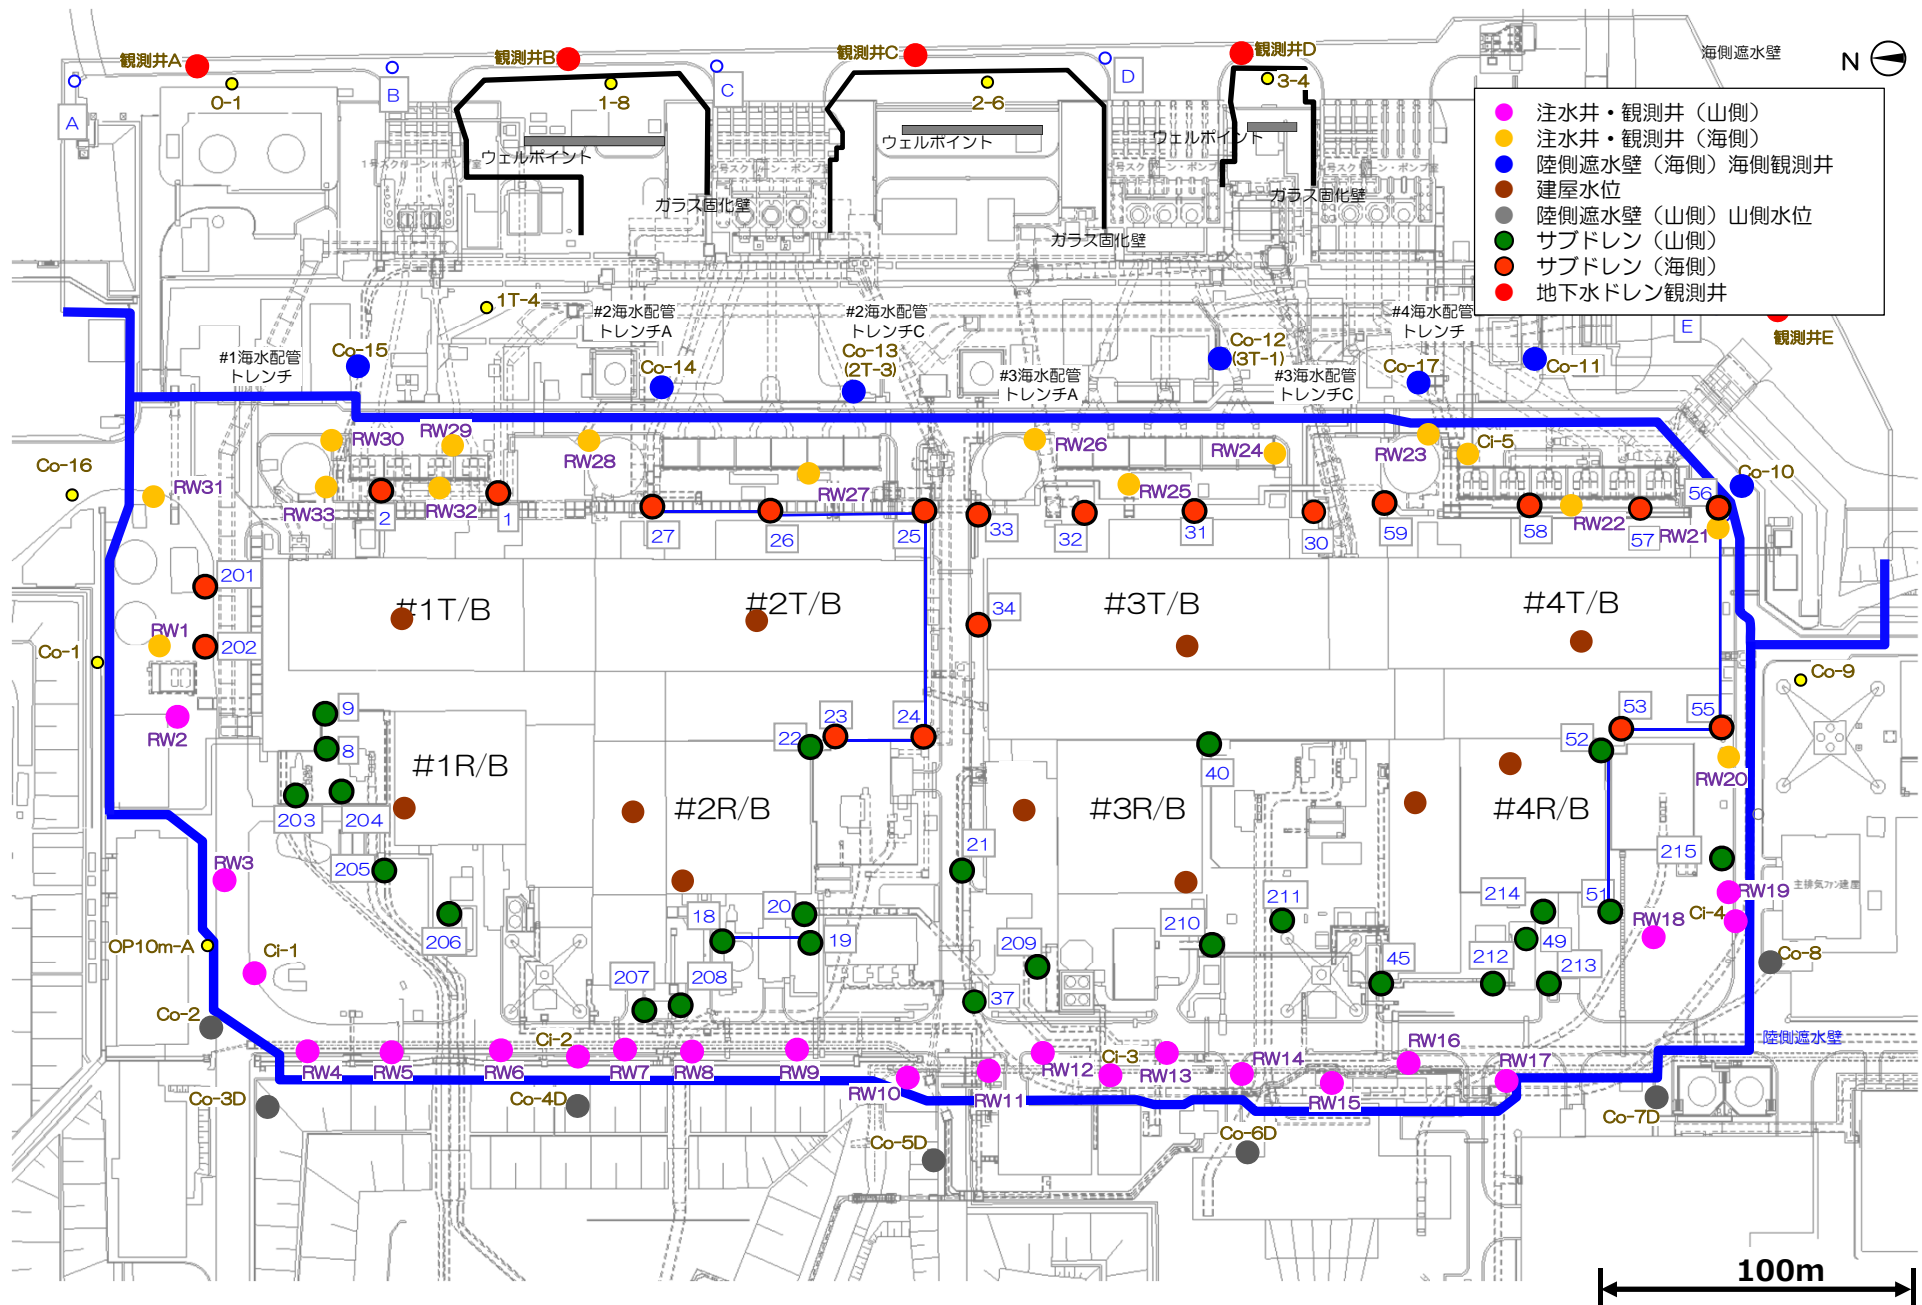 海側遮水壁
N
観測井A
観測井B
観測井C
観測井D
0-1
1-8
2-6
3-4
A
B
C
D
注水井・観測井（山側）
注水井・観測井（海側）
陸側遮水壁（海側）海側観測井
建屋水位
陸側遮水壁（山側）山側水位
サブドレン（山側）
サブドレン（海側）
地下水ドレン観測井
ウェルポイント
ウェルポイント
ウェルポイント
ガラス固化壁
ガラス固化壁
ガラス固化壁
1T-4
E
観測井E
#1海水配管
トレンチ
#2海水配管
トレンチA
#2海水配管
トレンチC
#3海水配管
トレンチA
#3海水配管
トレンチC
#4海水配管
トレンチ
Co-15
Co-14
Co-13
(2T-3)
Co-12
(3T-1)
Co-17
Co-11
Co-16
Co-10
RW31
RW30
RW29
RW28
RW27
RW26
RW25
RW24
RW23
Ci-5
RW33
RW32
RW22
RW21
2
1
27
26
25
33
32
31
30
59
58
57
56
201
202
34
Co-1
RW1
RW2
#1T/B
#2T/B
#3T/B
#4T/B
Co-9
9
8
22
23
24
40
52
53
55
RW20
#1R/B
#2R/B
#3R/B
#4R/B
203
204
205
206
21
215
主排気ファン建屋
RW3
OP10m-A
Ci-1
18
20
19
207
208
209
210
211
37
45
212
214
49
213
51
RW18
RW19
Ci-4
Co-8
Co-2
陸側遮水壁
RW4
RW5
RW6
Ci-2
RW7
RW8
RW9
RW10
RW11
RW12
Ci-3
RW13
RW14
RW15
RW16
RW17
Co-3D
Co-4D
Co-5D
Co-6D
Co-7D
100m